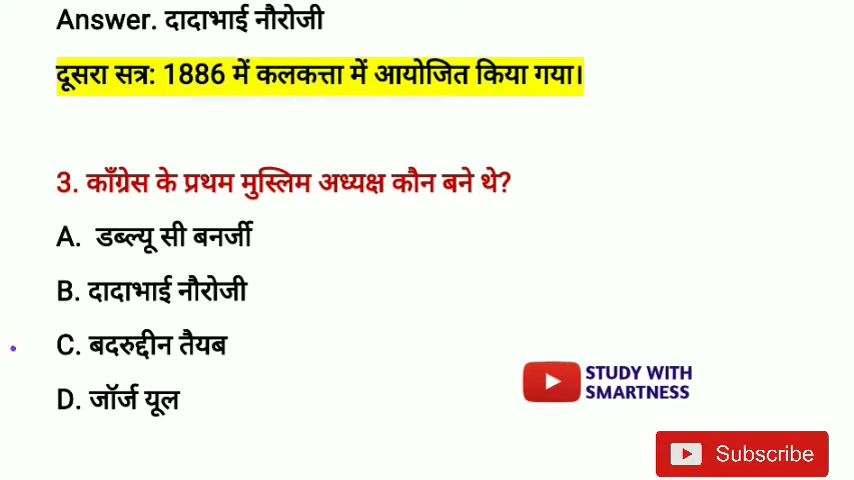 Answer. दादाभाई नौरोजी
दूसरा सत्र: 1886 में कलकत्ता में आयोजित किया गया।
3. काँग्रेस के प्रथम मुस्लिम अध्यक्ष कौन बने थे?
A. डब्ल्यू सी बनर्जी
B. दादाभाई नौरोजी
C. बदरुद्दीन तैयब
D. जॉर्ज यूल
STUDY WITH
SMARTNESS
Subscribe